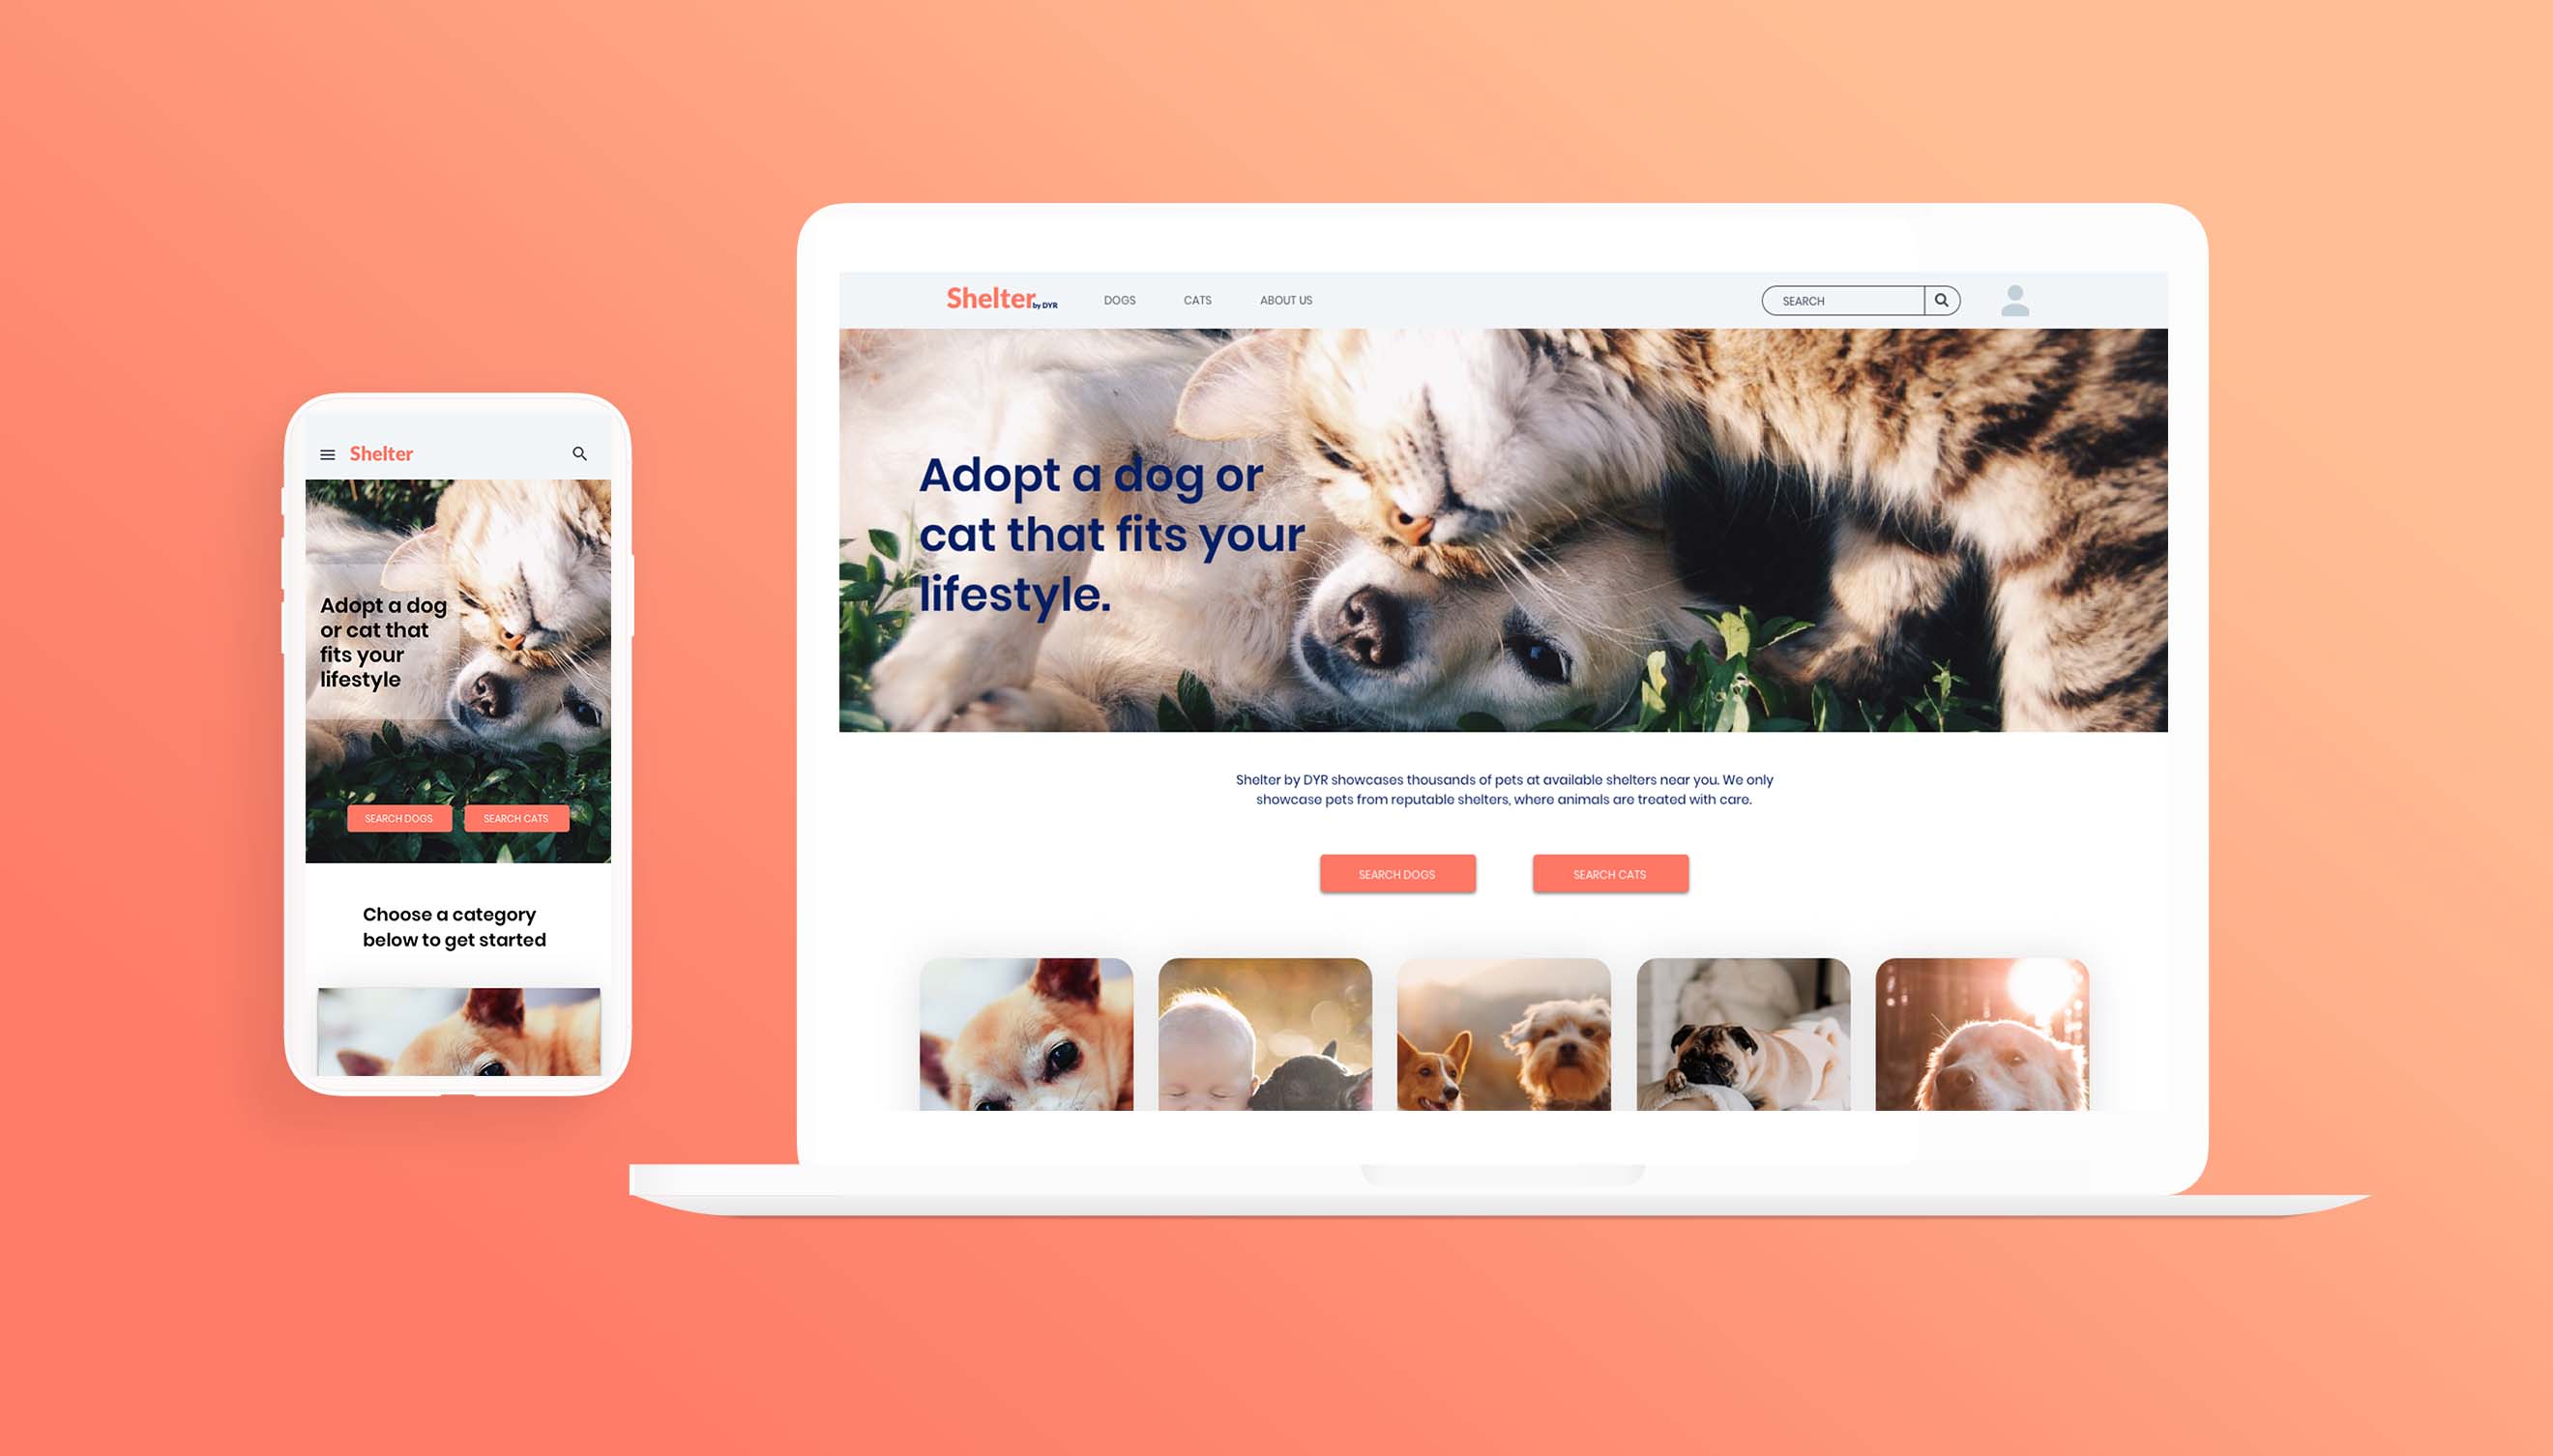 Shelter
Adopt a dog
or cat that
fits your
lifestyle
SEARCH DOGS SEARCH CATS
Choose a category
below to get started
Shelter by DYR DOGS CATS ABOUT US SEARCH
Adopt a dog or
cat that fits your
lifestyle.
Shelter by DYR showcases thousands of pets at available shelters near you. We only
showcase pets from reputable shelters, where animals are treated with care.
SEARCH DOGS SEARCH CATS